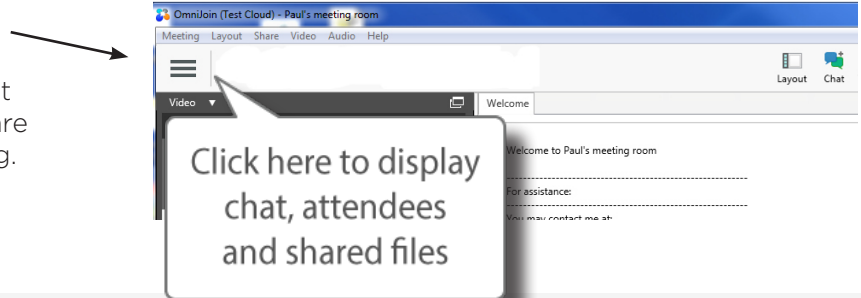 OmniJoin (Test Cloud) - Paul's meeting room
Meeting Layout Share Video Audio Help
Layout Chat
Video
Welcome
Click here to display
chat, attendees
and shared files
Welcome to Paul's meeting room
For assistance:
You may contact me at: